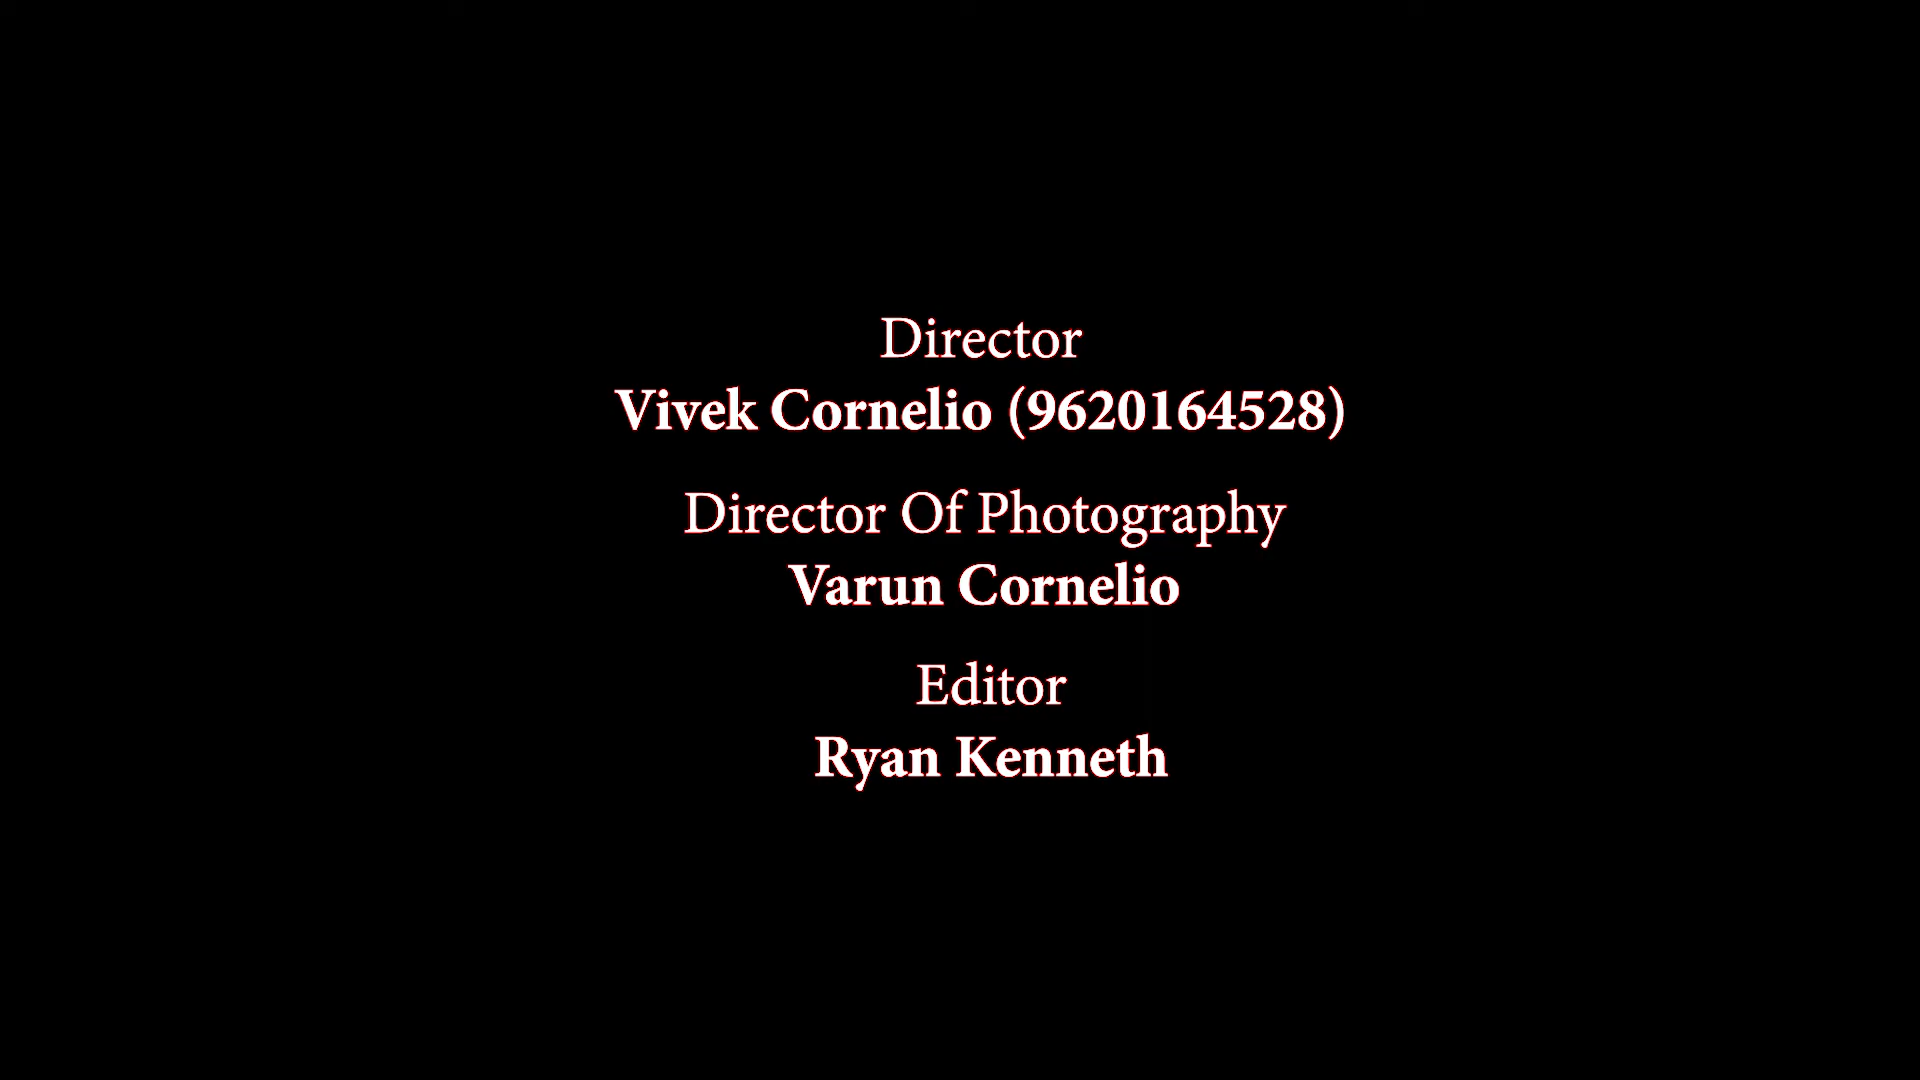 Director
Vivek Cornelio (9620164528)
Director Of Photography
Varun Cornelio
Editor
Ryan Kenneth